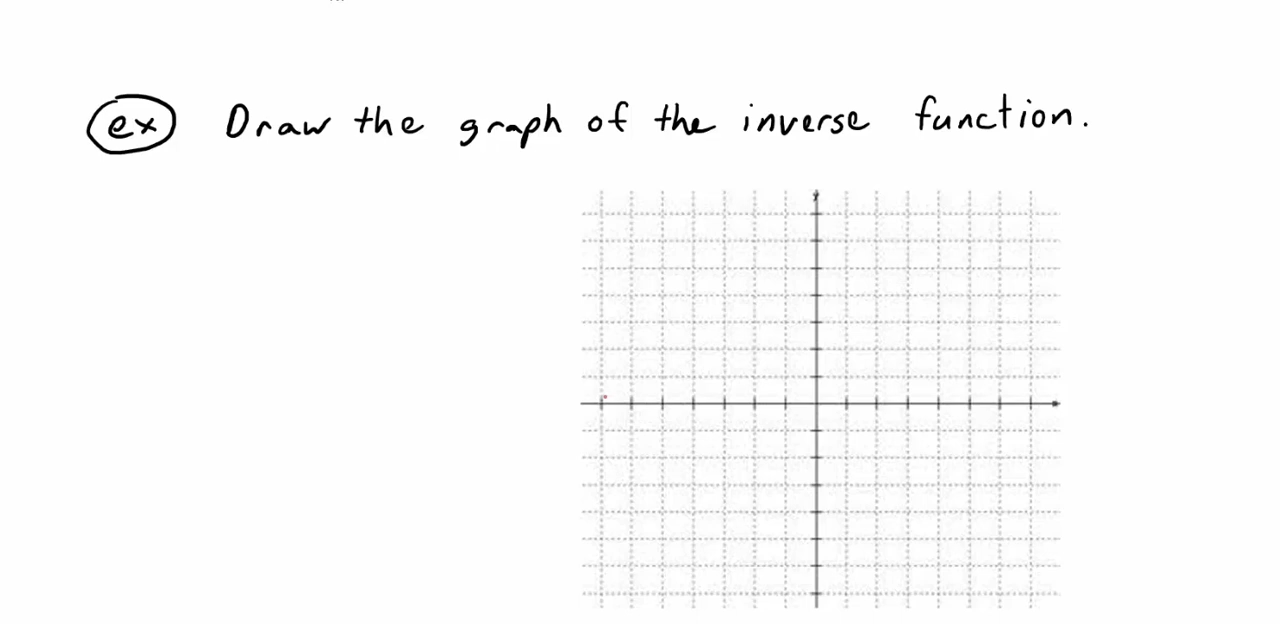 ex Draw the graph of the inverse function.
y